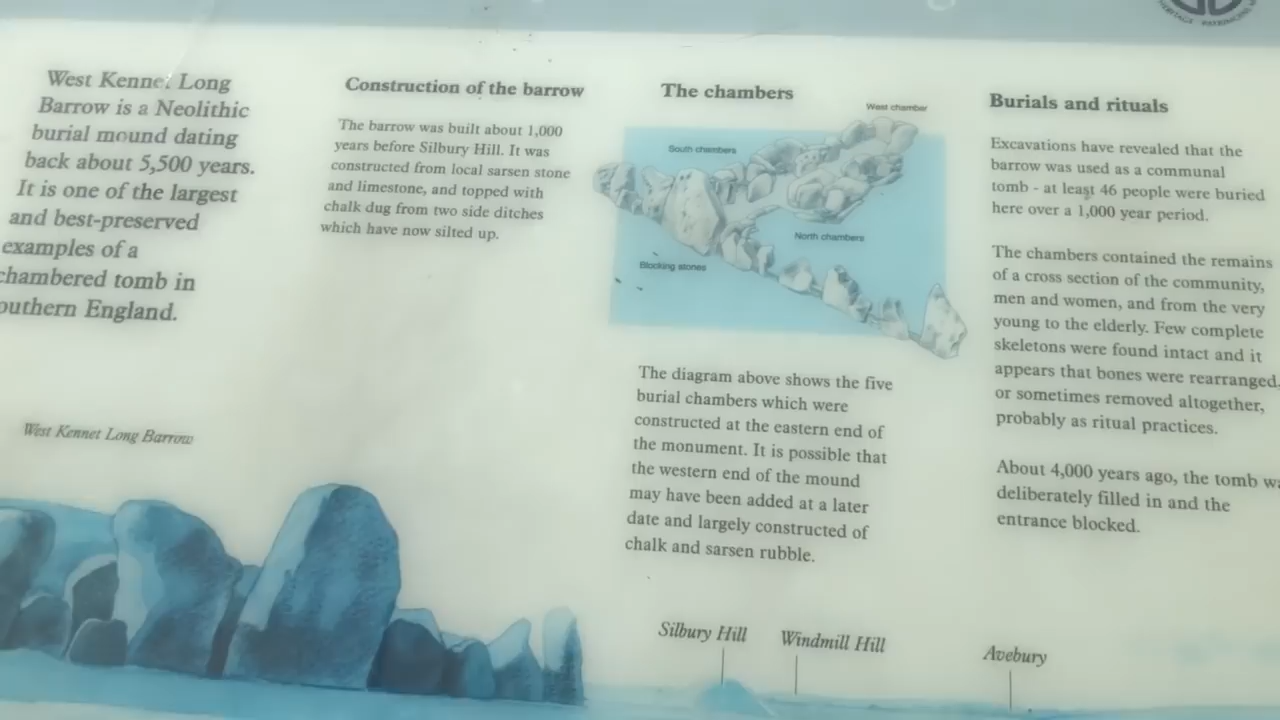 HERITAGE
West Kennet Long
Barrow is a Neolithic
burial mound dating
back about 5,500 years.
It is one of the largest
and best-preserved
examples of a
chambered tomb in
outhern England.
West Kennet Long Barrow
Construction of the barrow
The barrow was built about 1,000
years before Silbury Hill. It was
constructed from local sarsen stone
and limestone, and topped with
chalk dug from two side ditches
which have now silted up.
The chambers
West chamber
South chambers
North chambers
Blocking stones
The diagram above shows the five
burial chambers which were
constructed at the eastern end of
the monument. It is possible that
the western end of the mound
may have been added at a later
date and largely constructed of
chalk and sarsen rubble.
Burials and rituals
Excavations have revealed that the
barrow was used as a communal
tomb - at least 46 people were buried
here over a 1,000 year period.
The chambers contained the remains
of a cross section of the community,
men and women, and from the very
young to the elderly. Few complete
skeletons were found intact and it
appears that bones were rearranged,
or sometimes removed altogether,
probably as ritual practices.
About 4,000 years ago, the tomb wa
deliberately filled in and the
entrance blocked.
Silbury Hill
Windmill Hill
Avebury